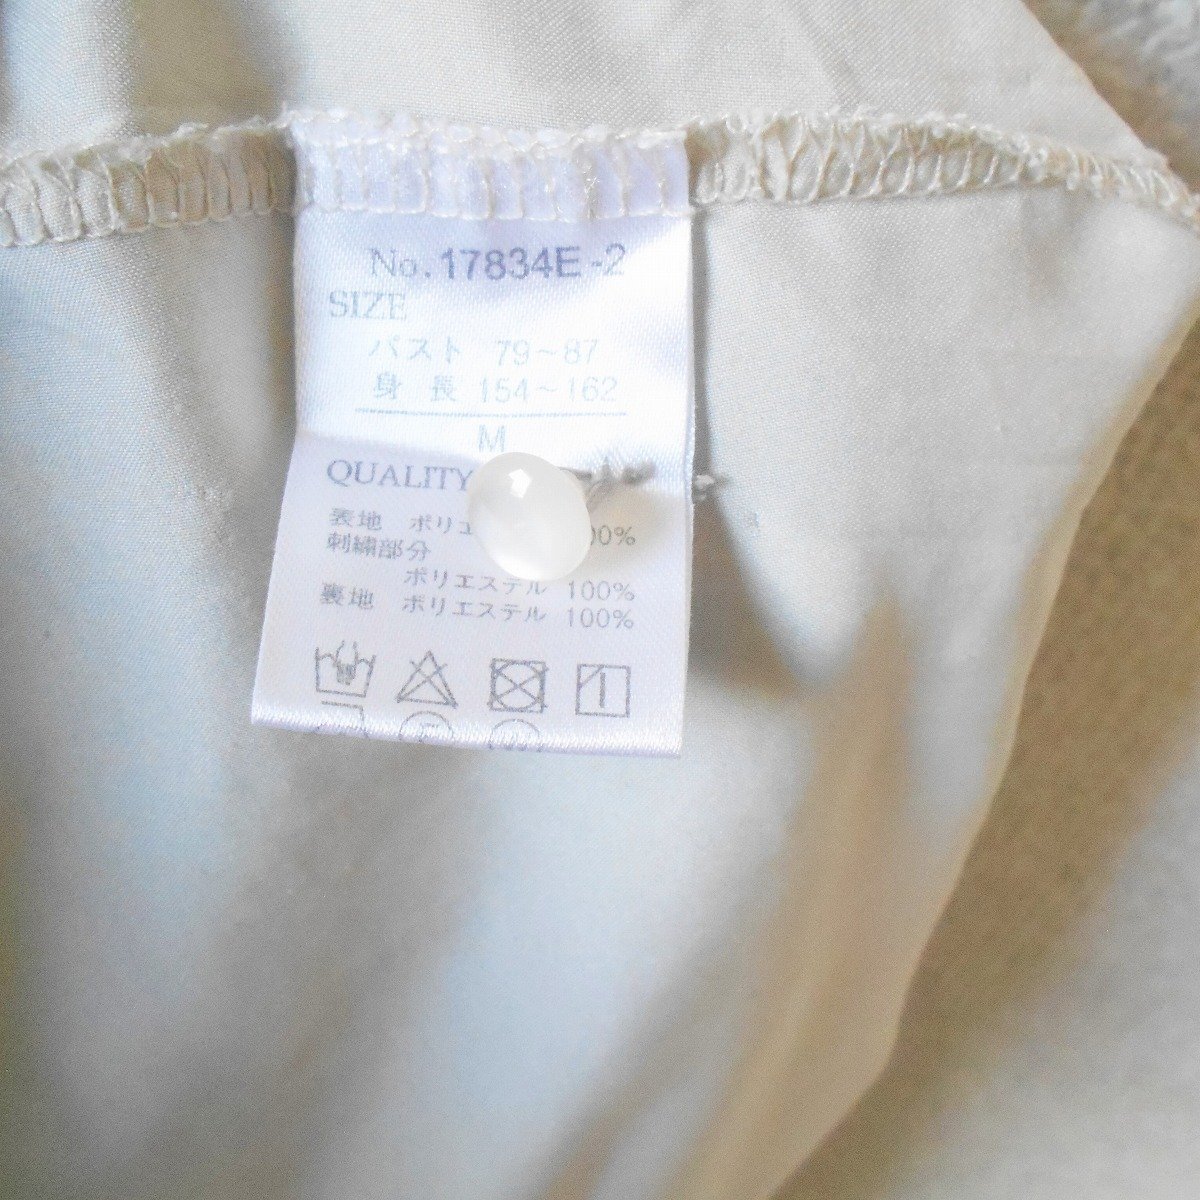 No.17834E-2
SIZE
バスト 79〜87
身長 154〜162
M
QUALITY
表地 ポリエ 00%
刺繍部分
ポリエステル 100%
裏地 ポリエステル 100%